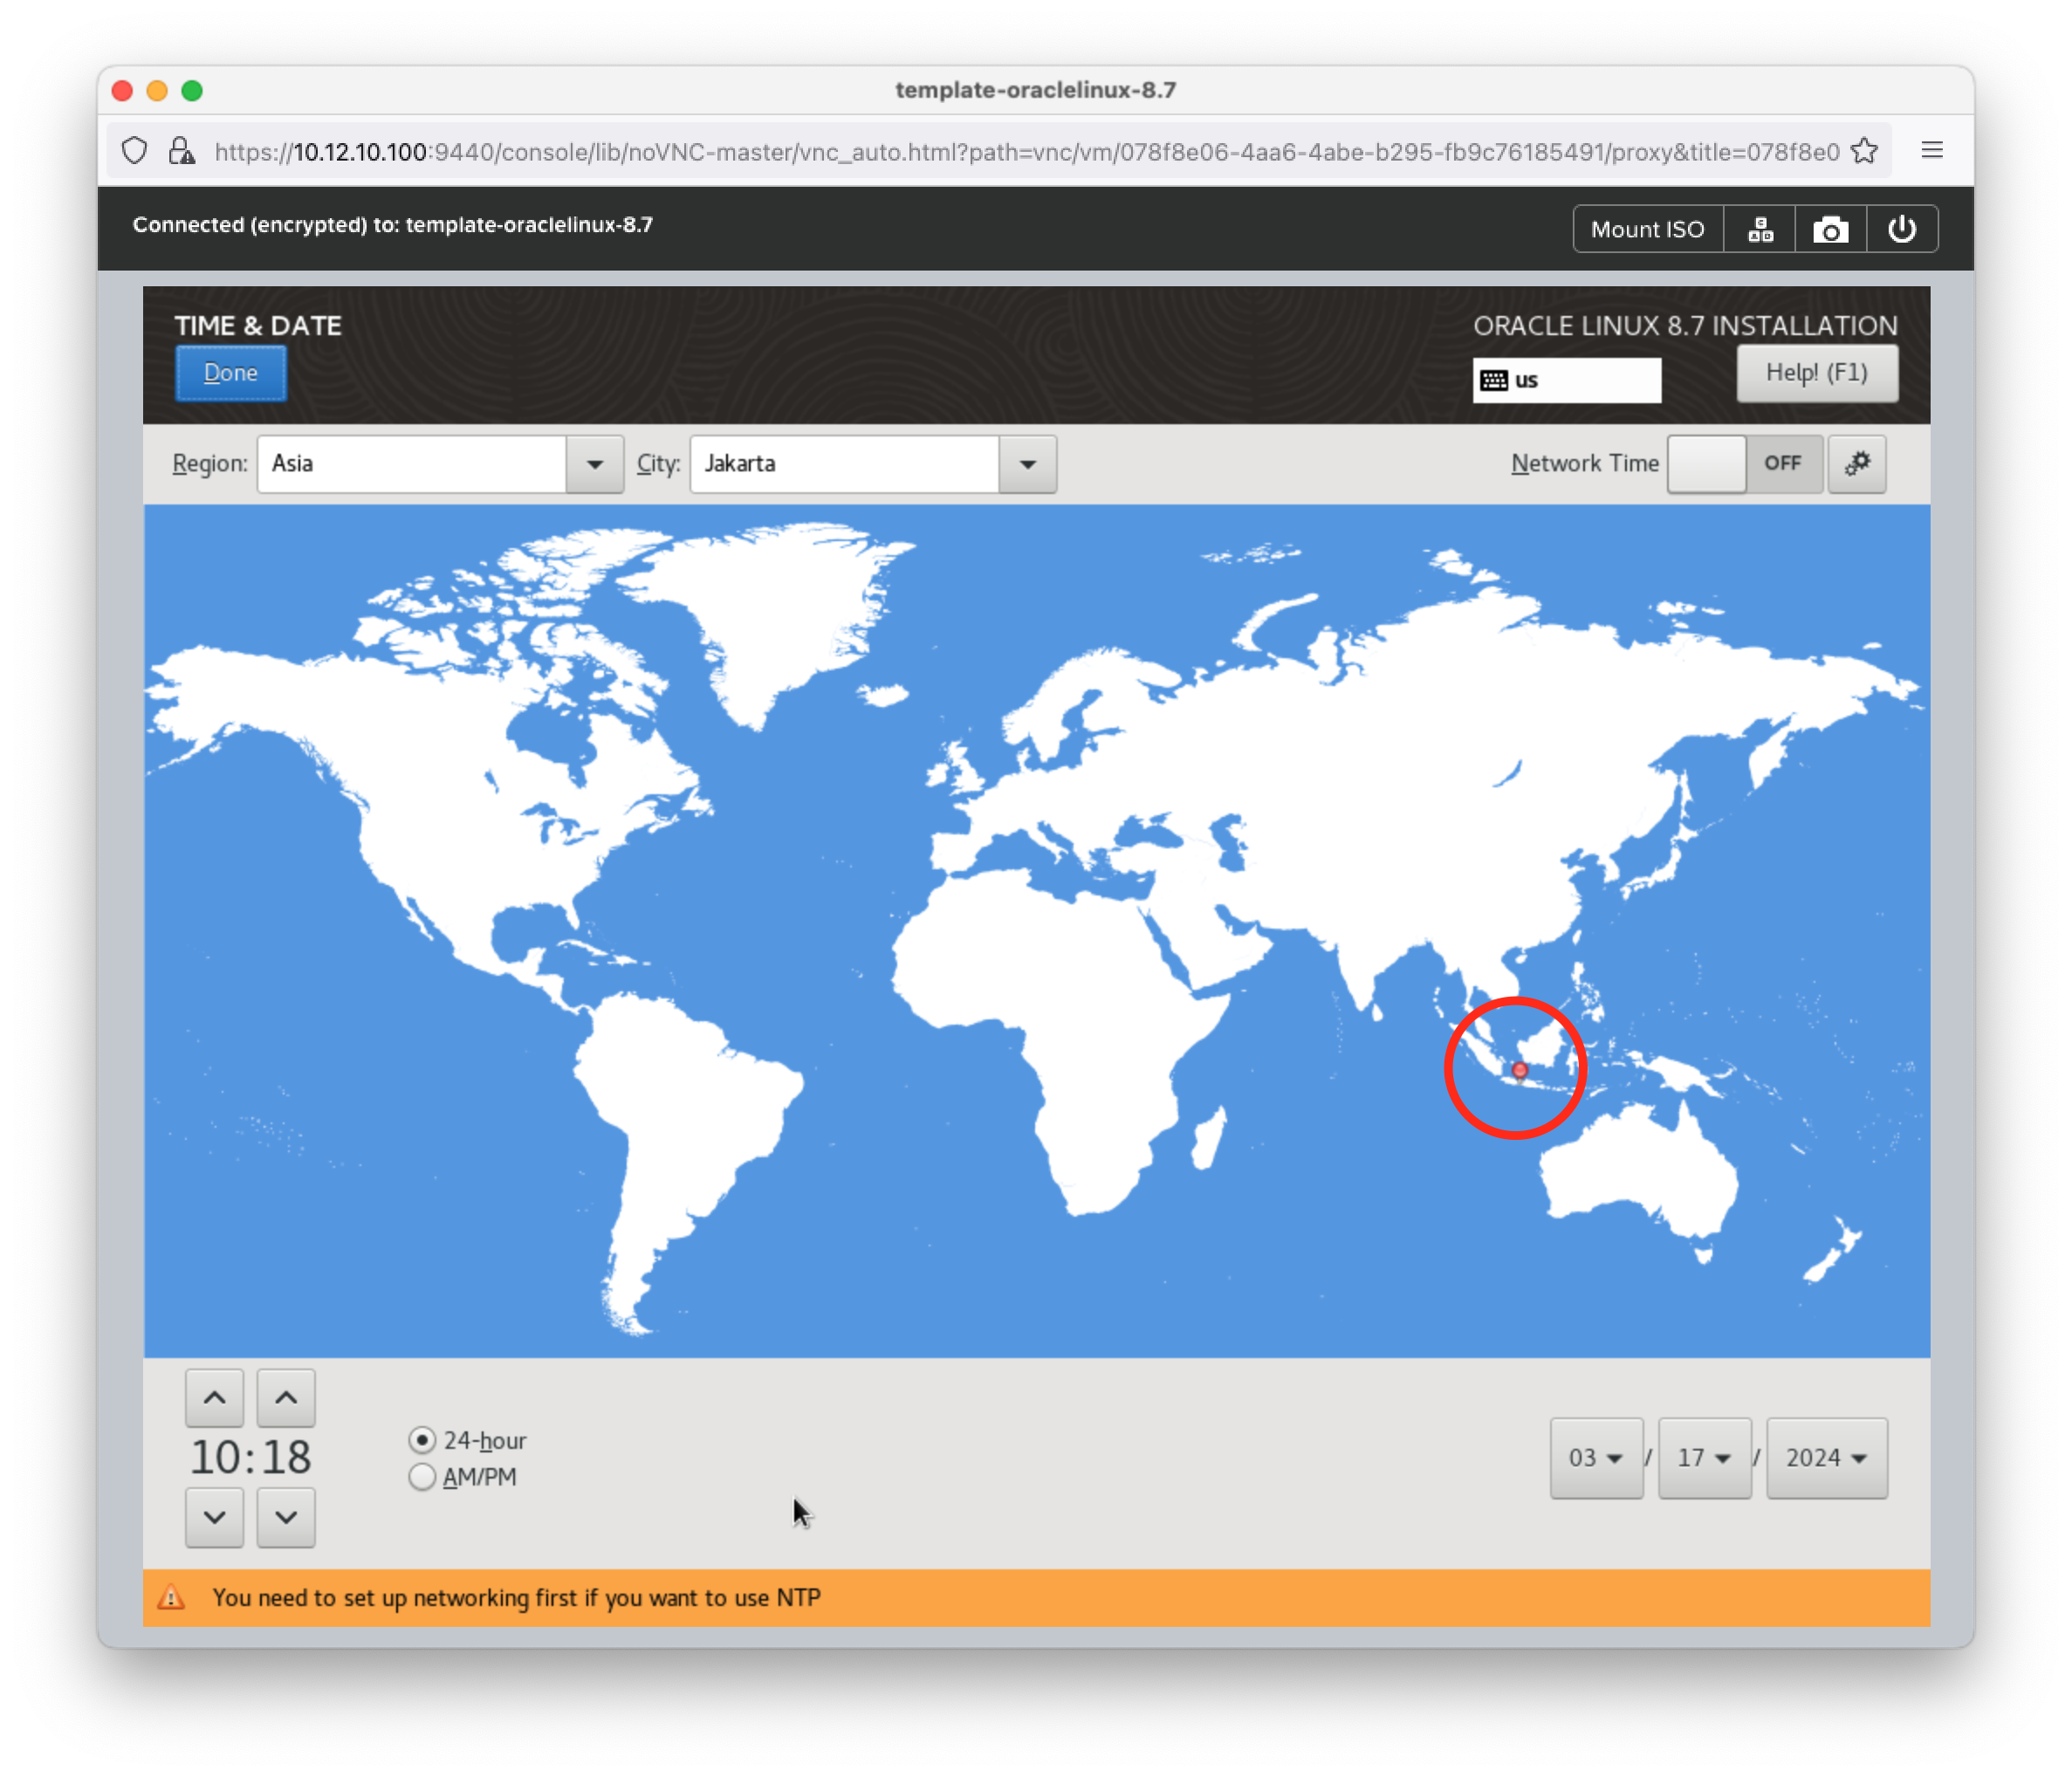 template-oraclelinux-8.7
https://10.12.10.100:9440/console/lib/noVNC-master/vnc_auto.html?path=vnc/vm/078f8e06-4aa6-4abe-b295-fb9c76185491/proxy&title=078f8e0
Connected (encrypted) to: template-oraclelinux-8.7
Mount ISO
TIME & DATE
ORACLE LINUX 8.7 INSTALLATION
Done
us
Help! (F1)
Region: Asia City: Jakarta Network Time OFF
10:18
24-hour
AM/PM
03 / 17 / 2024
You need to set up networking first if you want to use NTP